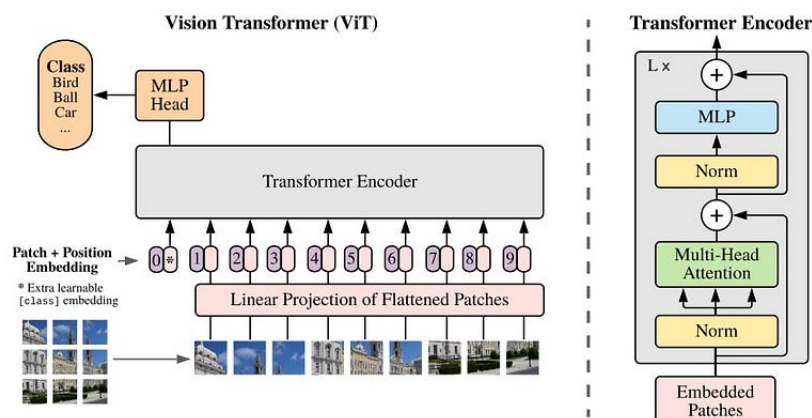 Vision Transformer (ViT)
Class
Bird
Ball
Car
...
MLP
Head
Transformer Encoder
Patch + Position
Embedding
0 * 1 2 3 4 5 6 7 8 9
* Extra learnable
[class] embedding
Linear Projection of Flattened Patches
Transformer Encoder
L ×
+
MLP
Norm
+
Multi-Head
Attention
Norm
Embedded
Patches